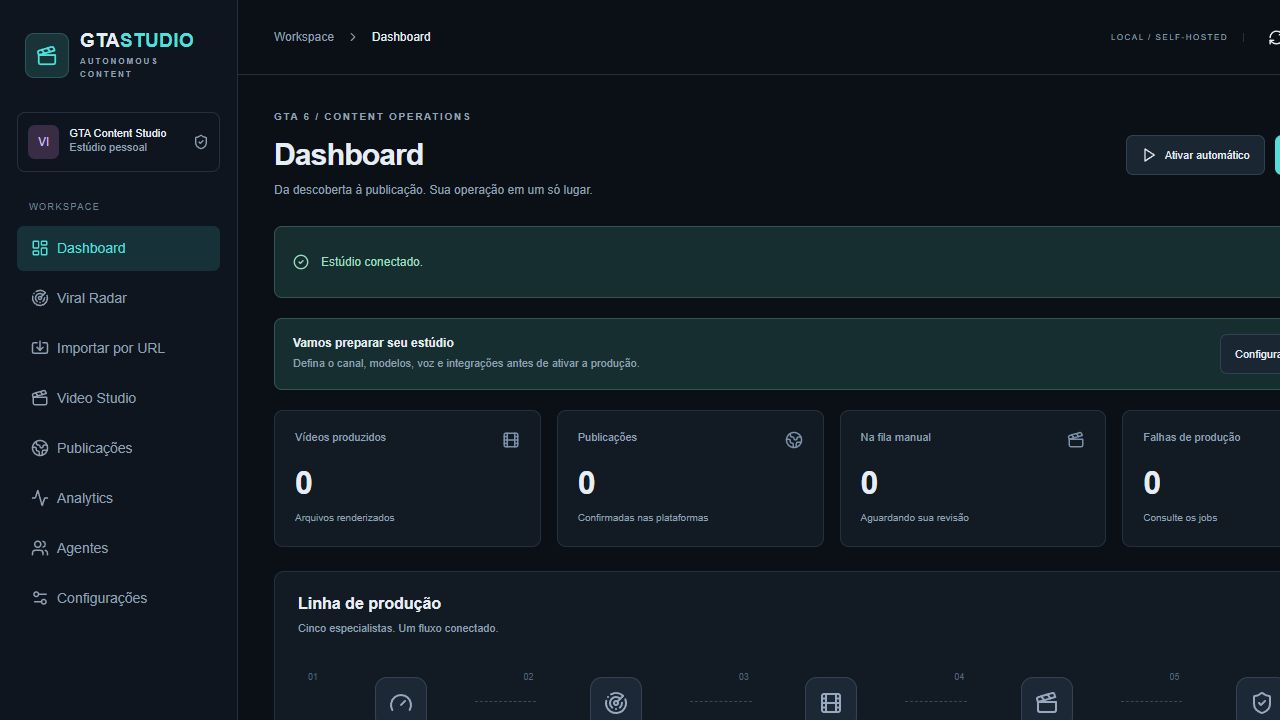 GTASTUDIO
AUTONOMOUS
CONTENT
VI
GTA Content Studio
Estúdio pessoal
WORKSPACE
Dashboard
Viral Radar
Importar por URL
Video Studio
Publicações
Analytics
Agentes
Configurações
Workspace > Dashboard
LOCAL / SELF-HOSTED
GTA 6 / CONTENT OPERATIONS
Dashboard
Da descoberta à publicação. Sua operação em um só lugar.
Ativar automático
Estúdio conectado.
Vamos preparar seu estúdio
Defina o canal, modelos, voz e integrações antes de ativar a produção.
Vídeos produzidos
0
Arquivos renderizados
Publicações
0
Confirmadas nas plataformas
Na fila manual
0
Aguardando sua revisão
Falhas de produção
0
Consulte os jobs
Linha de produção
Cinco especialistas. Um fluxo conectado.
01 02 03 04 05